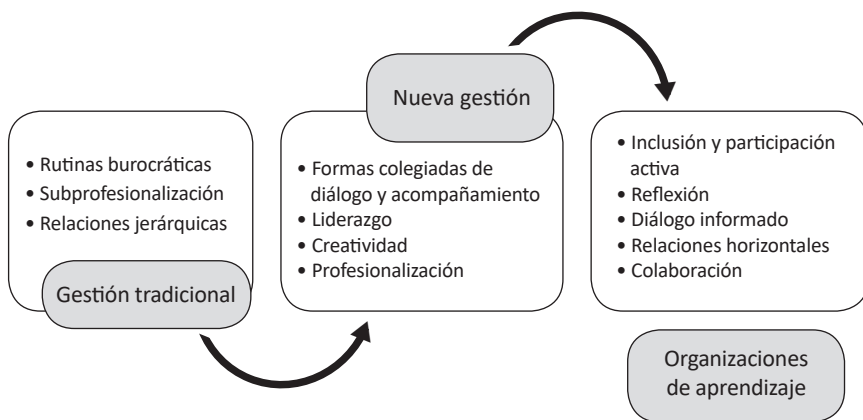 • Rutinas burocráticas
• Subprofesionalización
• Relaciones jerárquicas
Gestión tradicional
Nueva gestión
• Formas colegiadas de
diálogo y acompañamiento
• Liderazgo
• Creatividad
• Profesionalización
• Inclusión y participación
activa
• Reflexión
• Diálogo informado
• Relaciones horizontales
• Colaboración
Organizaciones
de aprendizaje